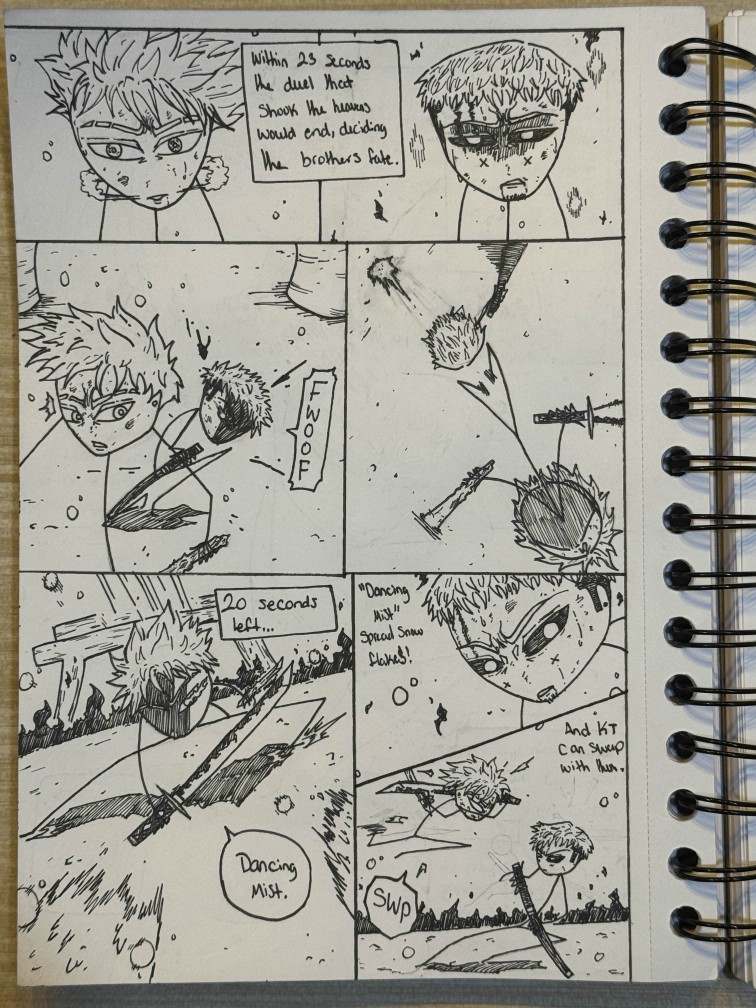 Within 23 seconds
the duel that
shook the heavens
would end, deciding
the brothers fate.
FWOOF
20 seconds
left...
Dancing
Mist.
"Dancing
Mist"
Spread Snow
flakes!
And KT
can swap
with them.
SWP